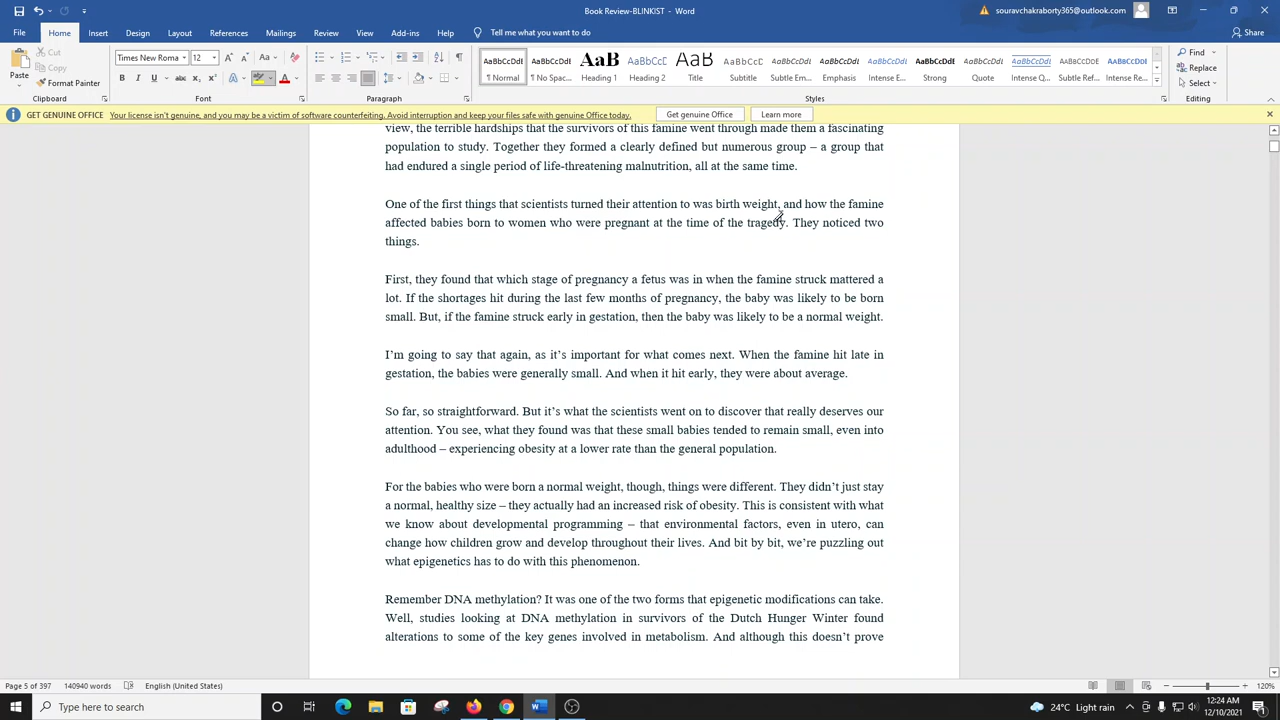 Book Review-BLINKIST - Word
souravchakraborty365@outlook.com
File Home Insert Design Layout References Mailings Review View Add-ins Help Tell me what you want to do
Share
Paste
Cut
Copy
Format Painter
Times New Roma 12
Clipboard Font Paragraph Styles Editing
AaBbCcDdE AaBbCcDdE AaB AaBbCcD AaB AaBbCcD AaBbCcDdE AaBbCcDdE AaBbCcDdE AaBbCcDdE AaBbCcDdE AaBbCcDdE AaBbCcDdE AaBbCcDdE
¶ Normal ¶ No Spac... Heading 1 Heading 2 Title Subtitle Subtle Em... Emphasis Intense E... Strong Quote Intense Q... Subtle Ref... Intense Re...
Find
Replace
Select
GET GENUINE OFFICE Your license isn't genuine, and you may be a victim of software counterfeiting. Avoid interruption and keep your files safe with genuine Office today. Get genuine Office Learn more
view, the terrible hardships that the survivors of this famine went through made them a fascinating
population to study. Together they formed a clearly defined but numerous group – a group that
had endured a single period of life-threatening malnutrition, all at the same time.
One of the first things that scientists turned their attention to was birth weight, and how the famine
affected babies born to women who were pregnant at the time of the tragedy. They noticed two
things.
First, they found that which stage of pregnancy a fetus was in when the famine struck mattered a
lot. If the shortages hit during the last few months of pregnancy, the baby was likely to be born
small. But, if the famine struck early in gestation, then the baby was likely to be a normal weight.
I’m going to say that again, as it’s important for what comes next. When the famine hit late in
gestation, the babies were generally small. And when it hit early, they were about average.
So far, so straightforward. But it’s what the scientists went on to discover that really deserves our
attention. You see, what they found was that these small babies tended to remain small, even into
adulthood – experiencing obesity at a lower rate than the general population.
For the babies who were born a normal weight, though, things were different. They didn’t just stay
a normal, healthy size – they actually had an increased risk of obesity. This is consistent with what
we know about developmental programming – that environmental factors, even in utero, can
change how children grow and develop throughout their lives. And bit by bit, we’re puzzling out
what epigenetics has to do with this phenomenon.
Remember DNA methylation? It was one of the two forms that epigenetic modifications can take.
Well, studies looking at DNA methylation in survivors of the Dutch Hunger Winter found
alterations to some of the key genes involved in metabolism. And although this doesn’t prove
Page 5 of 397 140940 words English (United States) 120%
Type here to search
24°C Light rain
12:24 AM
12/10/2021